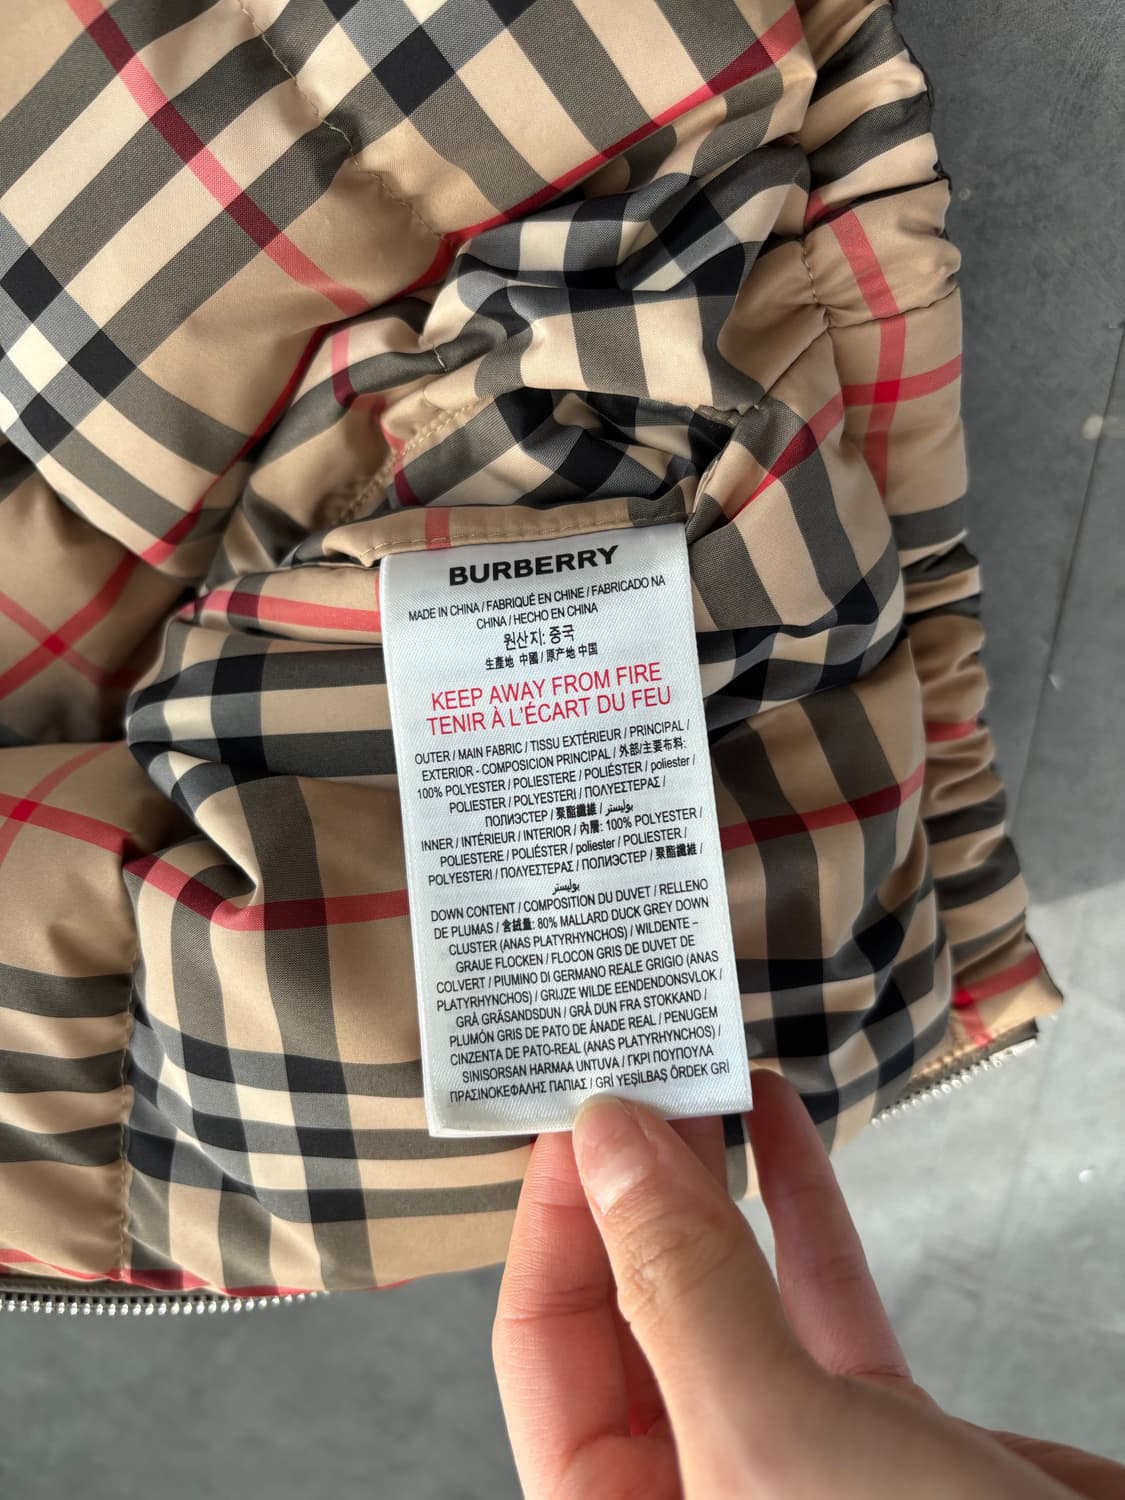 BURBERRY
MADE IN CHINA / FABRIQUÉ EN CHINE / FABRICADO NA
CHINA / HECHO EN CHINA
원산지: 중국
生產地 中國 / 原产地 中国
KEEP AWAY FROM FIRE
TENIR À L'ÉCART DU FEU
OUTER / MAIN FABRIC / TISSU EXTÉRIEUR / PRINCIPAL /
EXTERIOR - COMPOSICION PRINCIPAL / 外部/主要布料:
100% POLYESTER / POLIESTERE / POLIÉSTER / poliester /
POLIESTER / POLYESTERI / ΠΟΛΥΕΣΤΕΡΑΣ /
ПОЛИЭСТЕР / 聚酯纖維 / بوليستر
INNER / INTÉRIEUR / INTERIOR / 內層: 100% POLYESTER /
POLIESTERE / POLIÉSTER / poliester / POLIESTER /
POLYESTERI / ΠΟΛΥΕΣΤΕΡΑΣ / ПОЛИЭСТЕР / 聚酯纖維 /
بوليستر
DOWN CONTENT / COMPOSITION DU DUVET / RELLENO
DE PLUMAS / 含絨量: 80% MALLARD DUCK GREY DOWN
CLUSTER (ANAS PLATYRHYNCHOS) / WILDENTE –
GRAUE FLOCKEN / FLOCON GRIS DE DUVET DE
COLVERT / PIUMINO DI GERMANO REALE GRIGIO (ANAS
PLATYRHYNCHOS) / GRIJZE WILDE EENDENDONSVLOK /
GRÅ GRÄSANDSDUN / GRÅ DUN FRA STOKKAND /
PLUMÓN GRIS DE PATO DE ÁNADE REAL / PENUGEM
CINZENTA DE PATO-REAL (ANAS PLATYRHYNCHOS) /
SINISORSAN HARMAA UNTUVA / ΓΚΡΙ ΠΟΥΠΟΥΛΑ
ΠΡΑΣΙΝΟΚΕΦΑΛΗΣ ΠΑΠΙΑΣ / GRİ YEŞİLBAŞ ÖRDEK GRİ